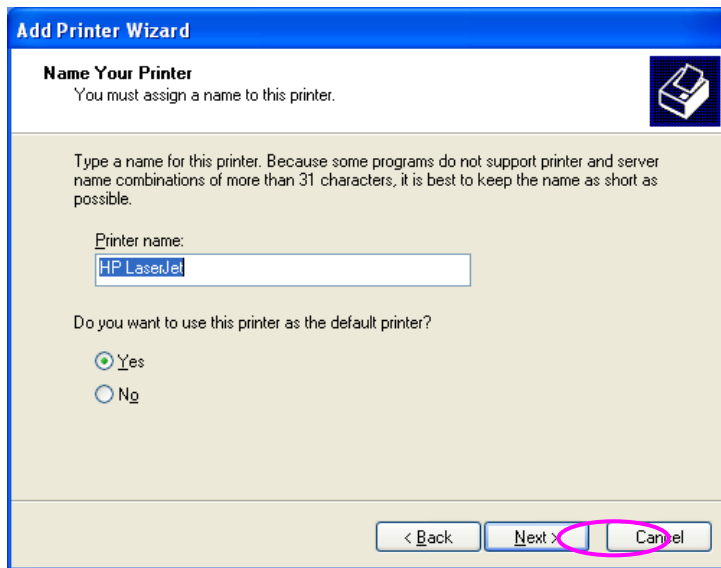 Add Printer Wizard
Name Your Printer
You must assign a name to this printer.
Type a name for this printer. Because some programs do not support printer and server
name combinations of more than 31 characters, it is best to keep the name as short as
possible.
Printer name:
HP LaserJet
Do you want to use this printer as the default printer?
Yes
No
< Back Next > Cancel